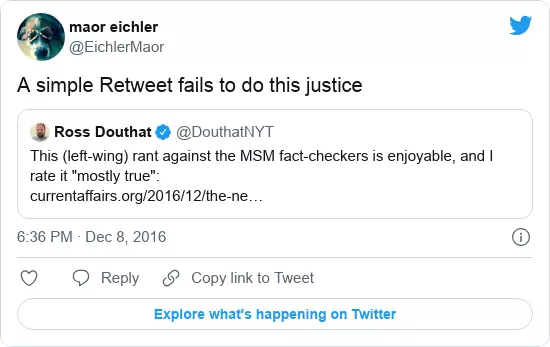 maor eichler
@EichlerMaor
A simple Retweet fails to do this justice
Ross Douthat @DouthatNYT
This (left-wing) rant against the MSM fact-checkers is enjoyable, and I
rate it "mostly true":
currentaffairs.org/2016/12/the-ne…
6:36 PM · Dec 8, 2016
Reply
Copy link to Tweet
Explore what's happening on Twitter